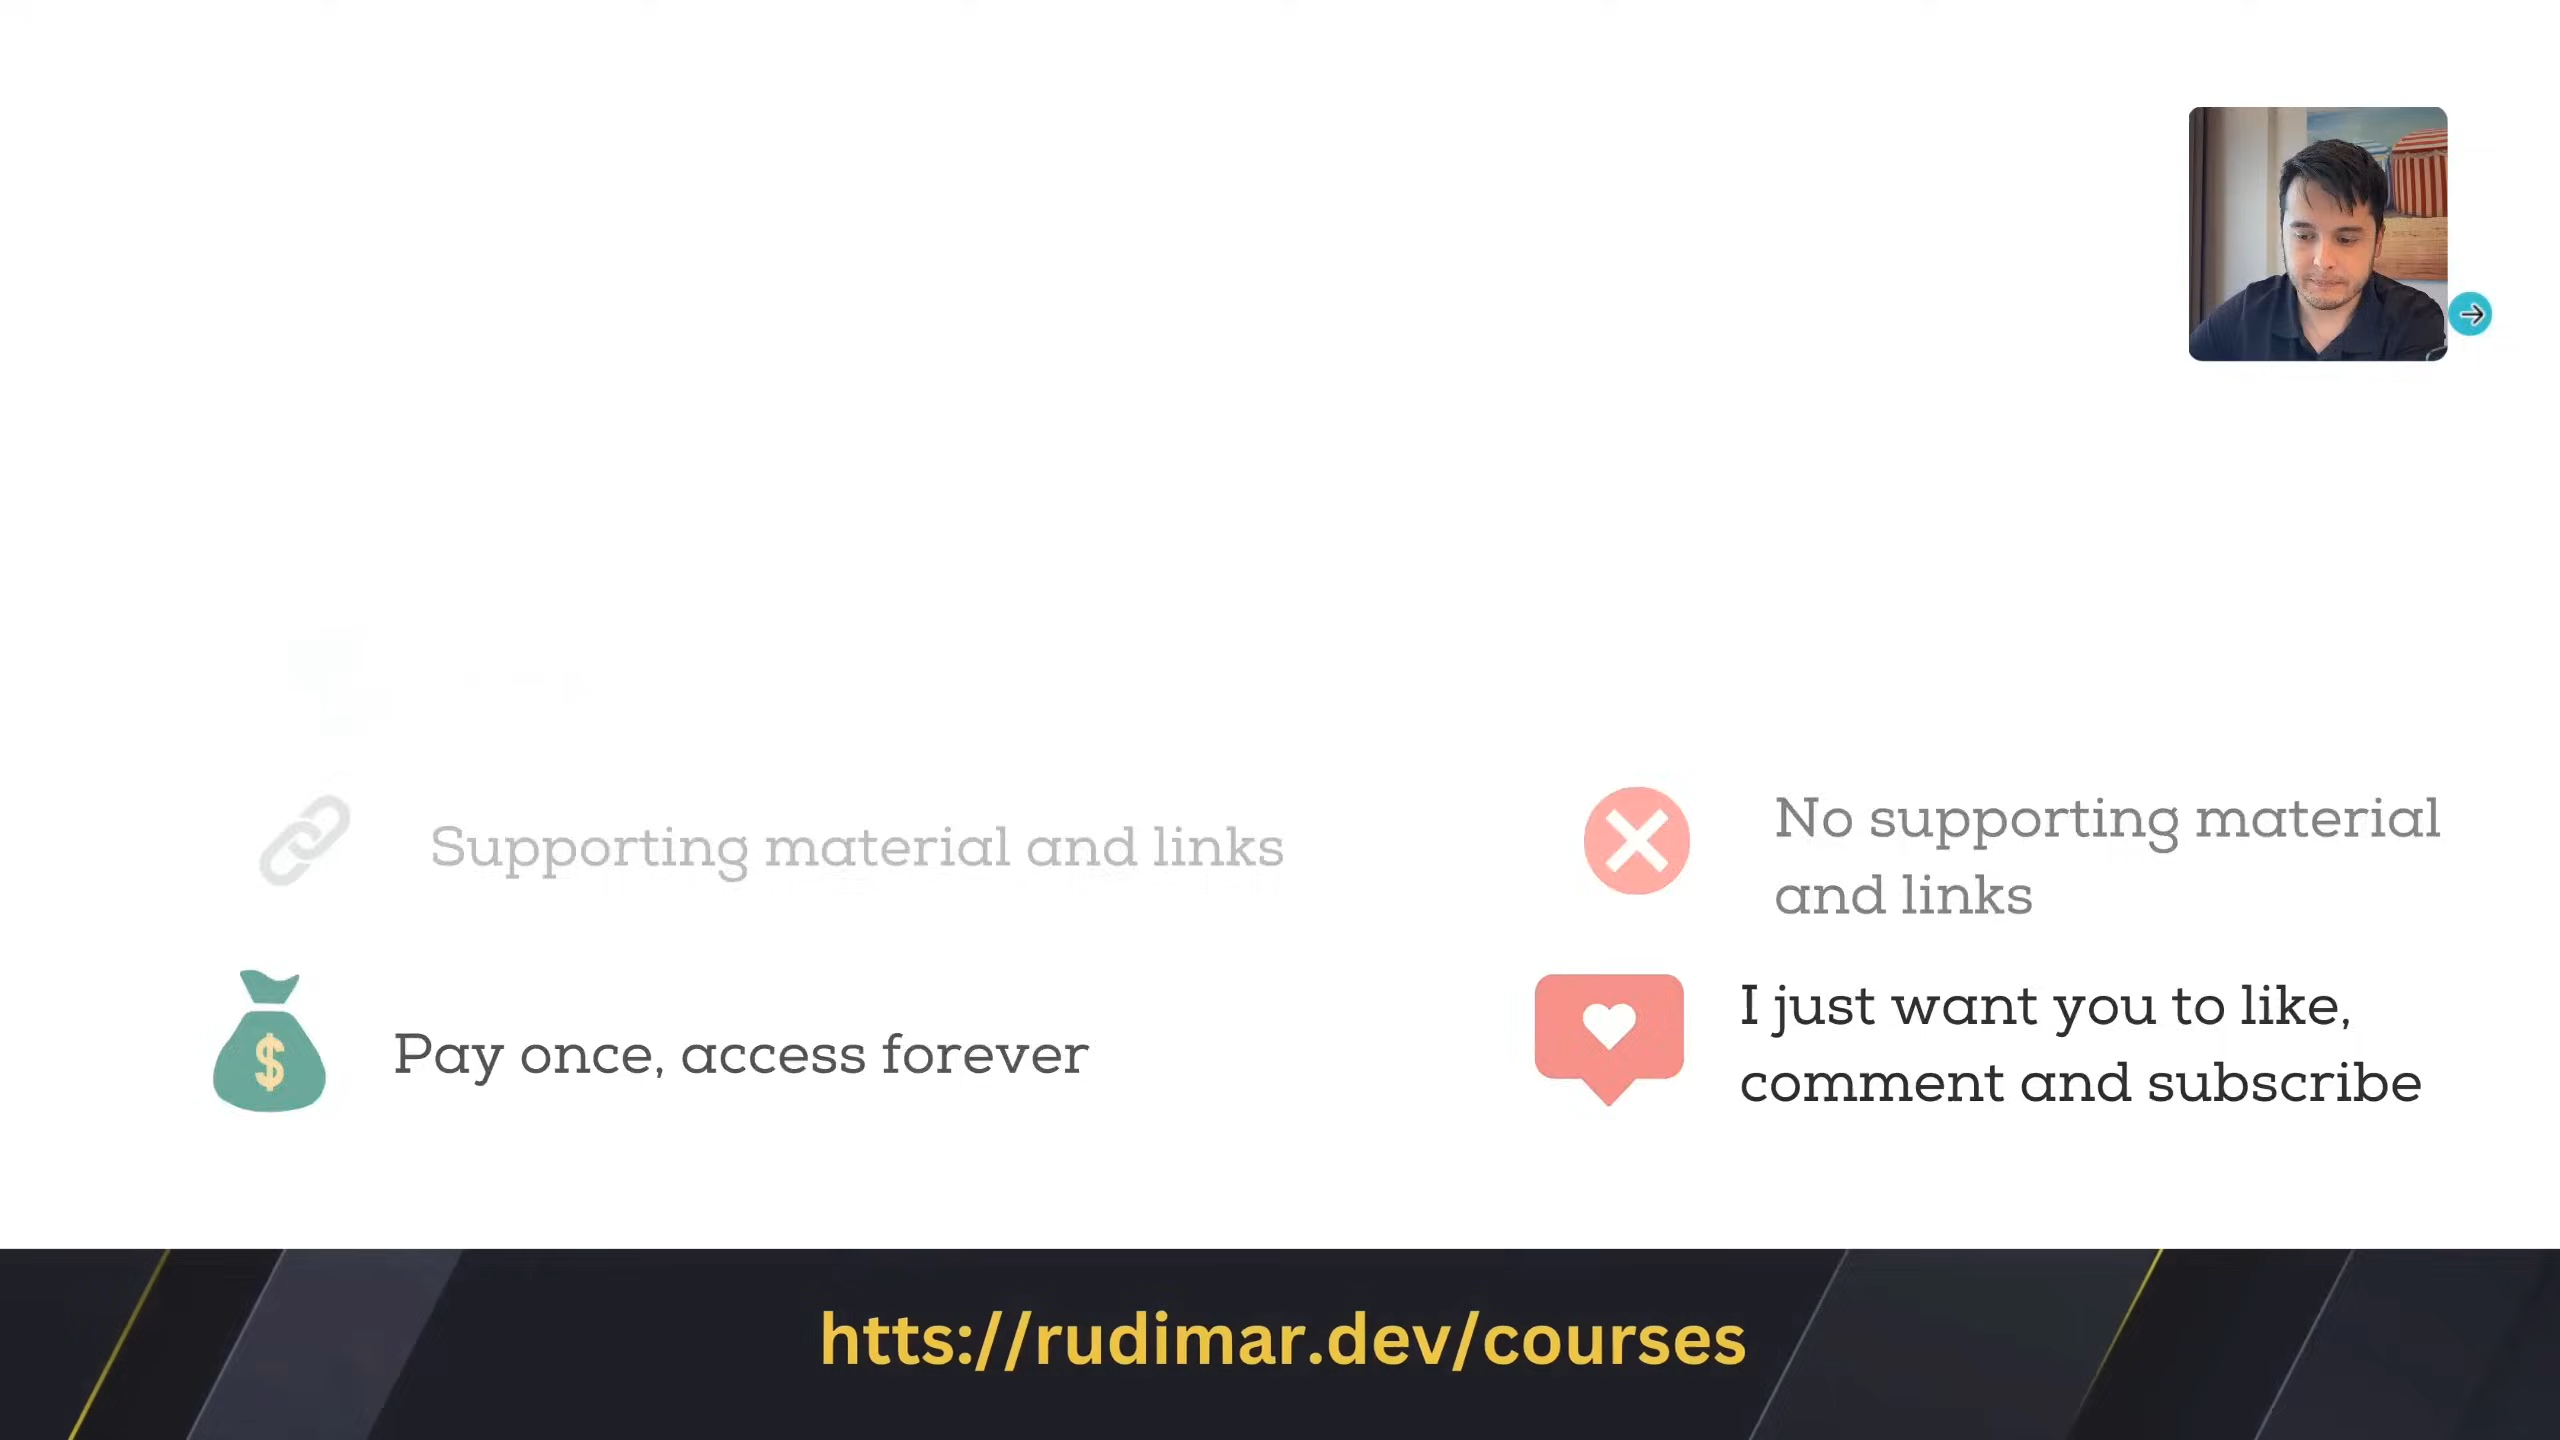 Supporting material and links
No supporting material
and links
$
Pay once, access forever
I just want you to like,
comment and subscribe
htts://rudimar.dev/courses